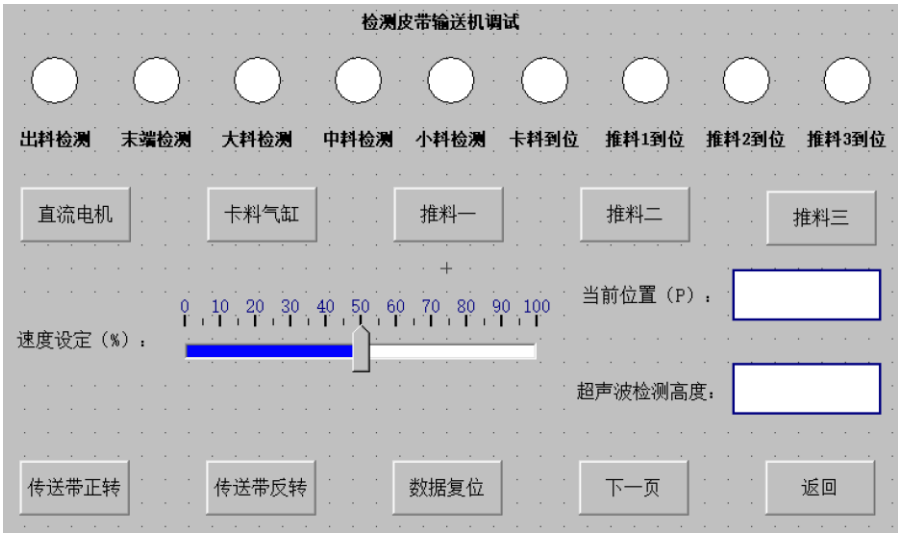 检测皮带输送机调试
出料检测 末端检测 大料检测 中料检测 小料检测 卡料到位 推料1到位 推料2到位 推料3到位
直流电机 卡料气缸 推料一 推料二 推料三
当前位置（P）：
0 10 20 30 40 50 60 70 80 90 100
速度设定（%）：
超声波检测高度：
传送带正转 传送带反转 数据复位 下一页 返回